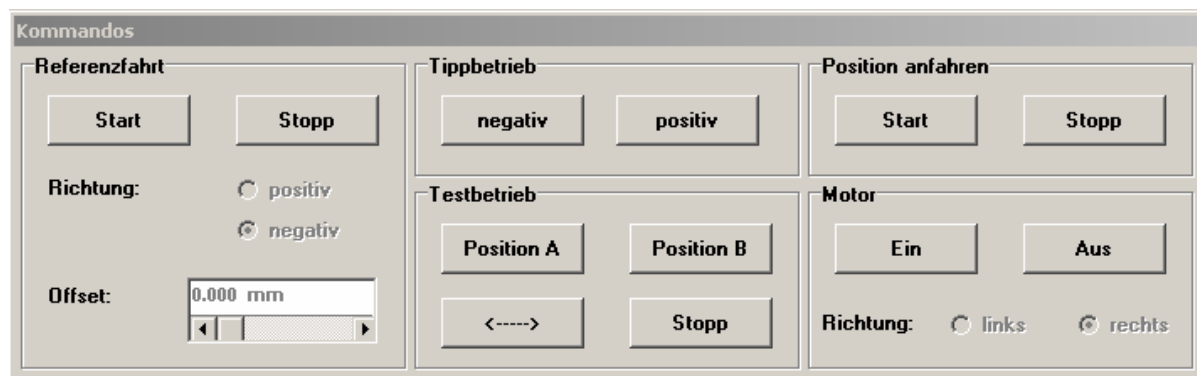 Kommandos
Referenzfahrt
Start Stopp
Richtung: positiv
negativ
Offset: 0.000 mm
Tippbetrieb
negativ positiv
Testbetrieb
Position A Position B
<-----> Stopp
Position anfahren
Start Stopp
Motor
Ein Aus
Richtung: links rechts